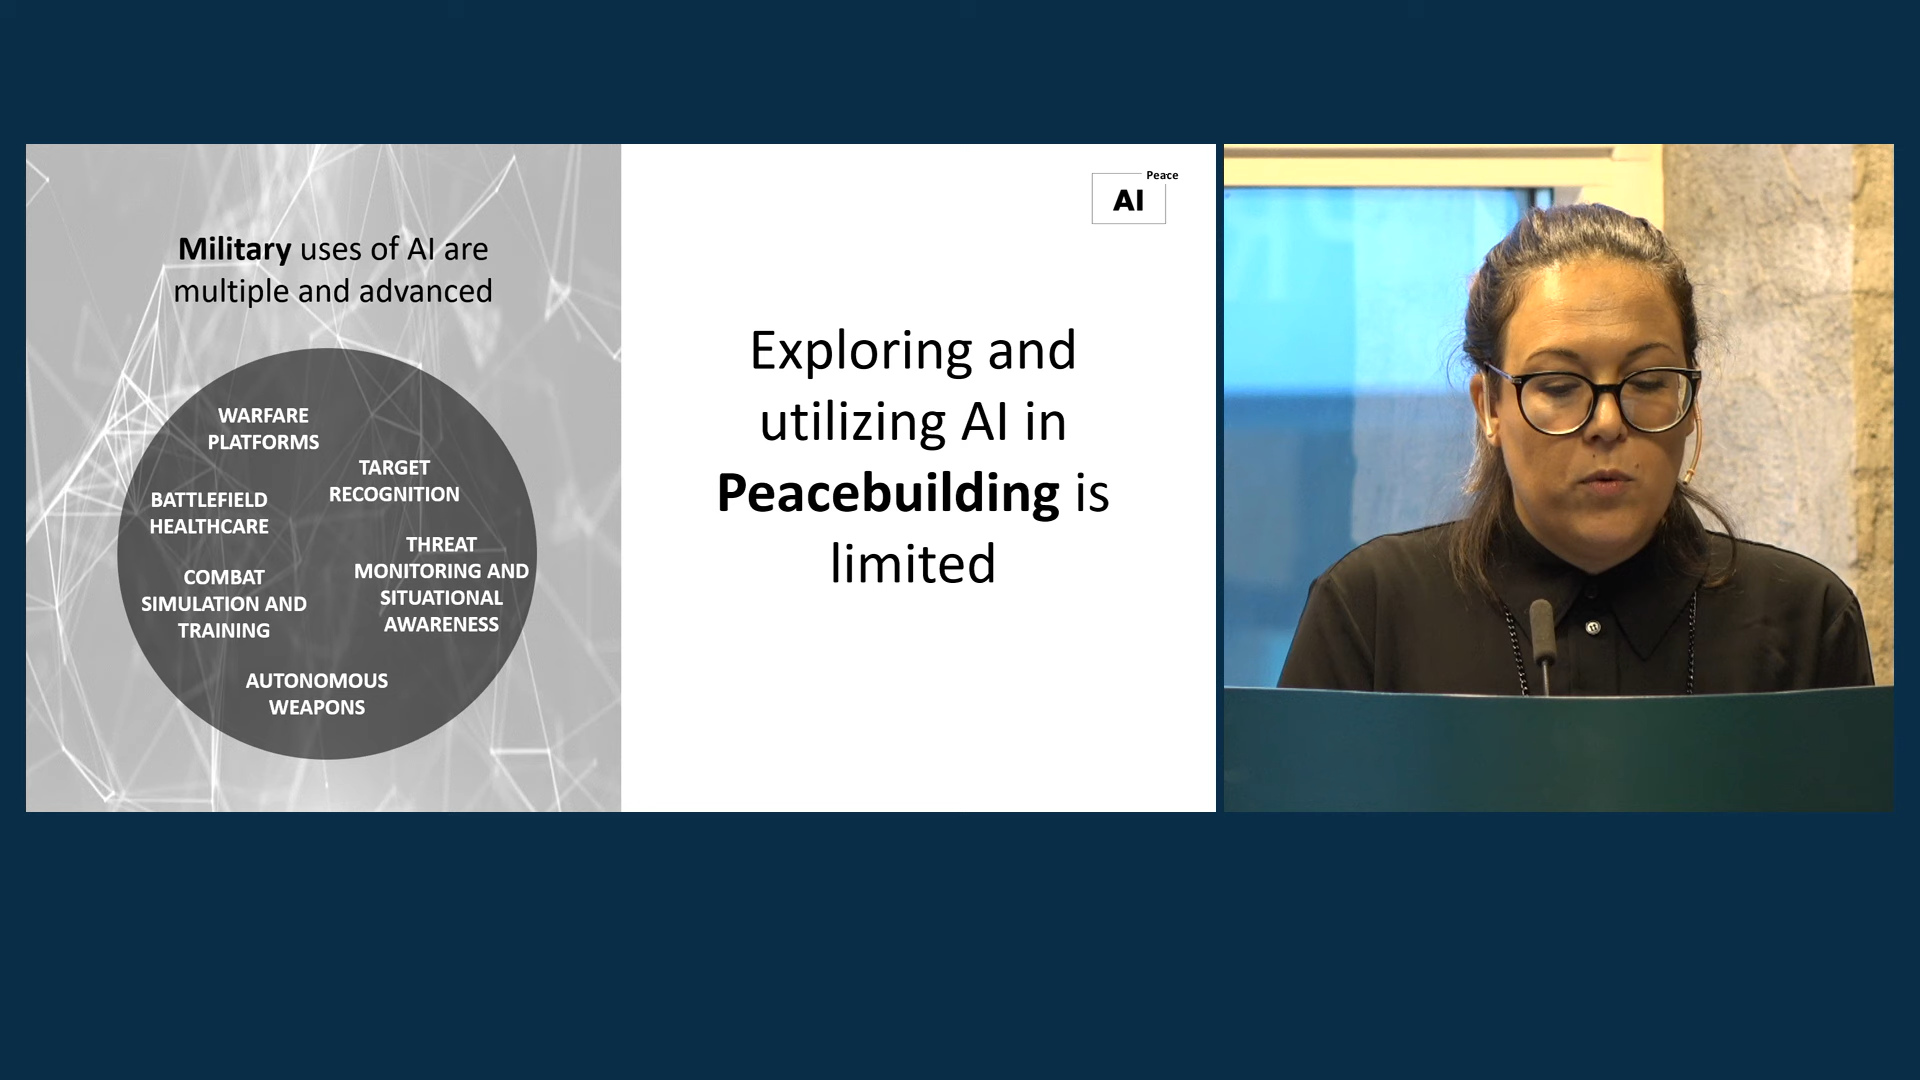 Military uses of AI are
multiple and advanced
WARFARE
PLATFORMS
TARGET
RECOGNITION
BATTLEFIELD
HEALTHCARE
THREAT
MONITORING AND
SITUATIONAL
AWARENESS
COMBAT
SIMULATION AND
TRAINING
AUTONOMOUS
WEAPONS
Peace
AI
Exploring and
utilizing AI in
Peacebuilding is
limited